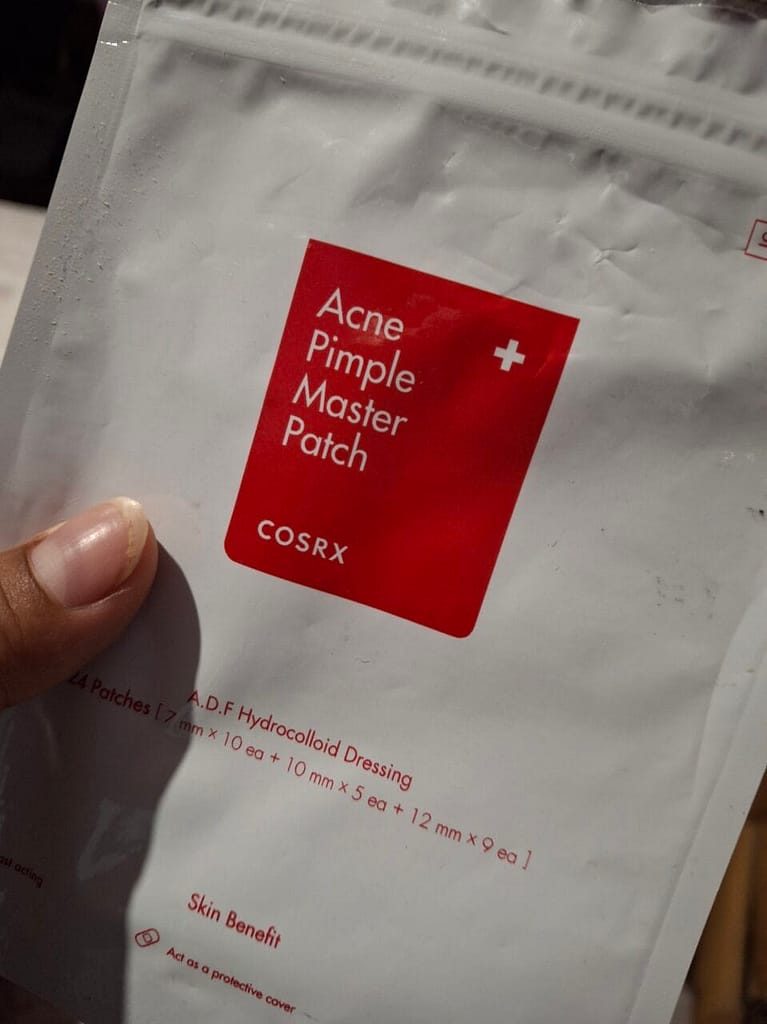 Acne
Pimple
Master
Patch
COSRX
A.D.F Hydrocolloid Dressing
24 Patches [ 7 mm × 10 ea + 10 mm × 5 ea + 12 mm × 9 ea ]
acting
Skin Benefit
Act as a protective cover